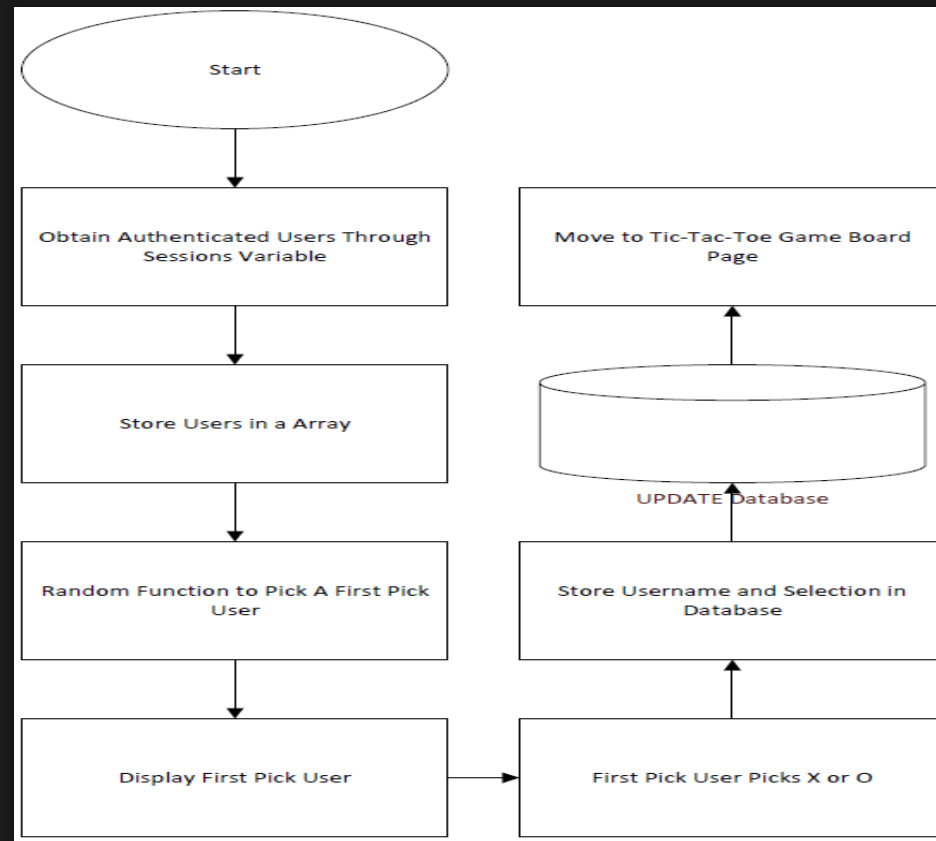 Start
Obtain Authenticated Users Through
Sessions Variable
Store Users in a Array
Random Function to Pick A First Pick
User
Display First Pick User
First Pick User Picks X or O
Store Username and Selection in
Database
UPDATE Database
Move to Tic-Tac-Toe Game Board
Page